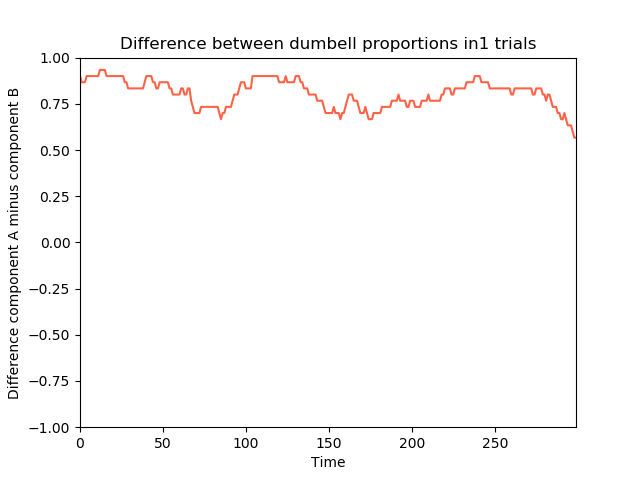 Difference between dumbell proportions in1 trials
Difference component A minus component B
1.00
0.75
0.50
0.25
0.00
−0.25
−0.50
−0.75
−1.00
0 50 100 150 200 250
Time